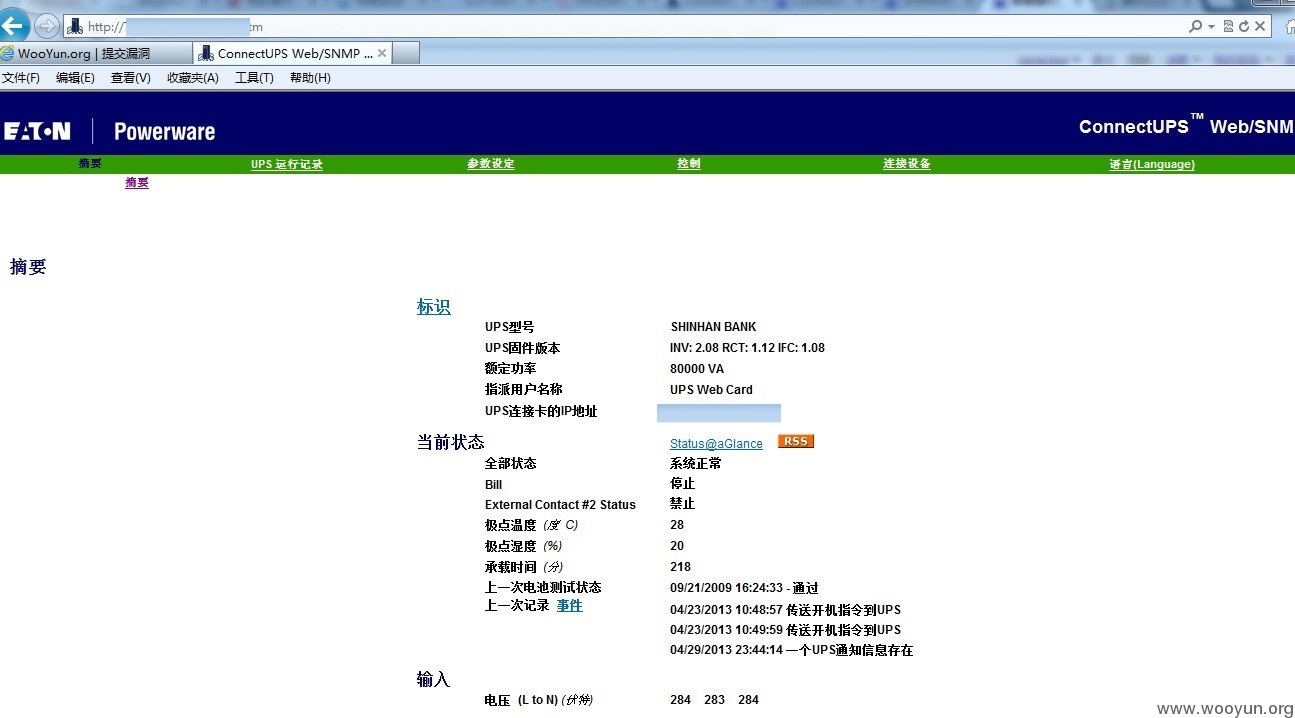 http://
tm
WooYun.org | 提交漏洞
ConnectUPS Web/SNMP ...
文件(F) 编辑(E) 查看(V) 收藏夹(A) 工具(T) 帮助(H)
EATON Powerware
ConnectUPS™ Web/SNM
摘要 UPS 运行记录 参数设定 控制 连接设备 语言(Language)
摘要
摘要
标识
UPS型号 SHINHAN BANK
UPS固件版本 INV: 2.08 RCT: 1.12 IFC: 1.08
额定功率 80000 VA
指派用户名称 UPS Web Card
UPS连接卡的IP地址
当前状态 Status@aGlance RSS
全部状态 系统正常
Bill 停止
External Contact #2 Status 禁止
极点温度 (度 C) 28
极点湿度 (%) 20
承载时间 (分) 218
上一次电池测试状态 09/21/2009 16:24:33 - 通过
上一次记录 事件 04/23/2013 10:48:57 传送开机指令到UPS
04/23/2013 10:49:59 传送开机指令到UPS
04/29/2013 23:44:14 一个UPS通知信息存在
输入
电压 (L to N) (伏特) 284 283 284
www.wooyun.org